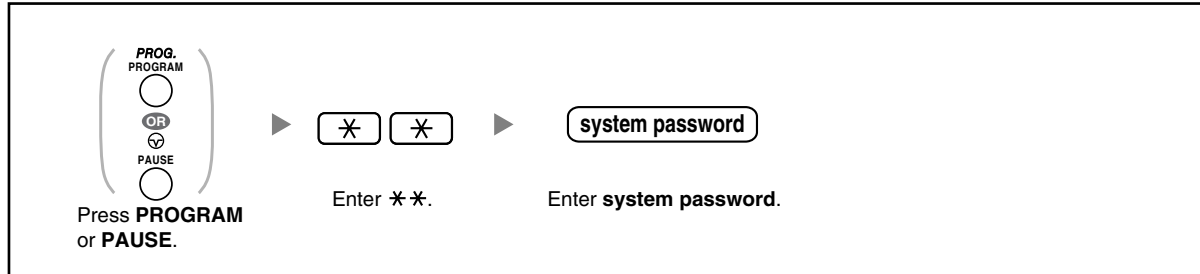 PROG.
PROGRAM
OR
PAUSE
Press PROGRAM
or PAUSE.
✳ ✳
Enter ✳✳.
system password
Enter system password.